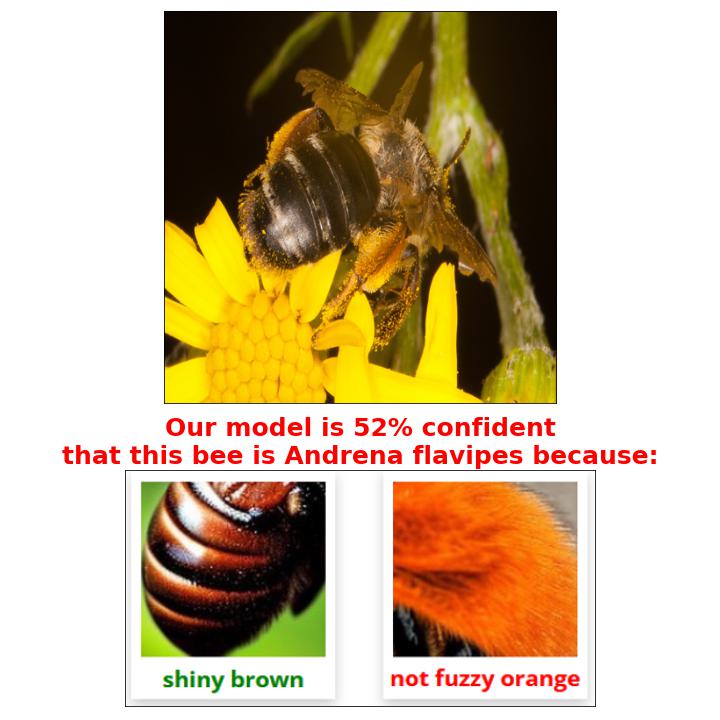 Our model is 52% confident
that this bee is Andrena flavipes because:
shiny brown
not fuzzy orange